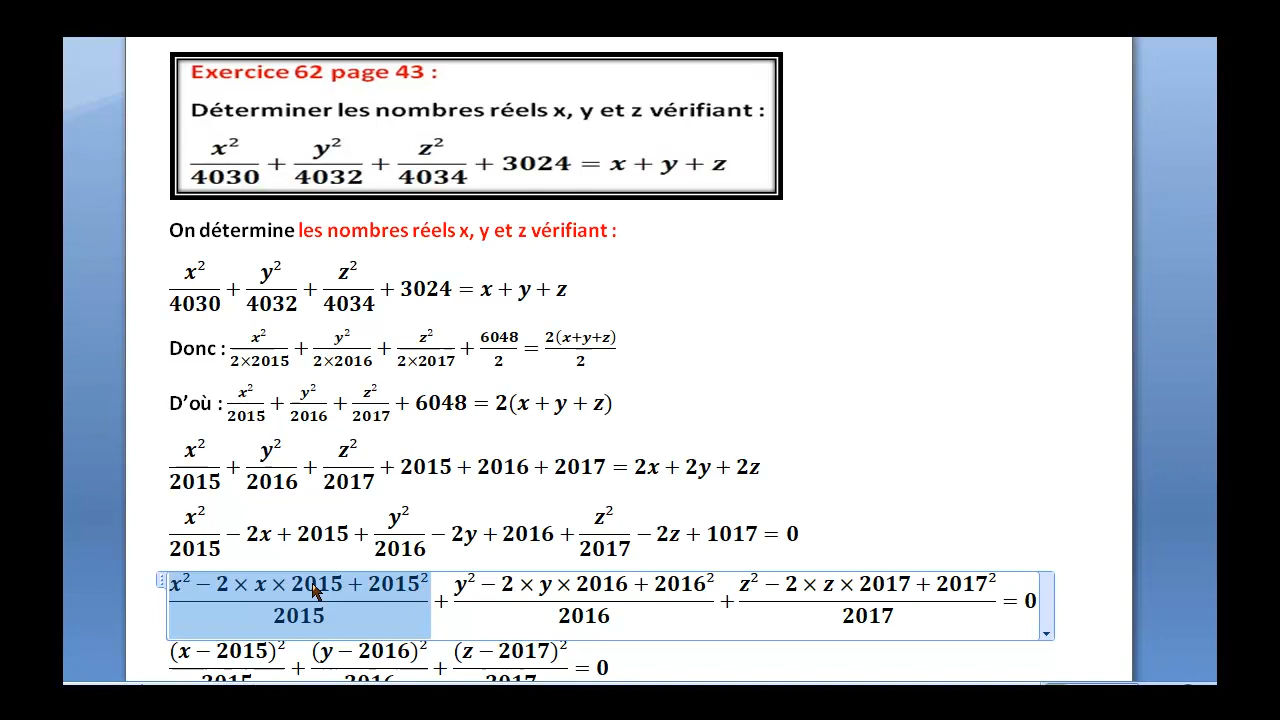 Exercice 62 page 43 :
Déterminer les nombres réels x, y et z vérifiant :
x²/4030 + y²/4032 + z²/4034 + 3024 = x + y + z
On détermine les nombres réels x, y et z vérifiant :
x²/4030 + y²/4032 + z²/4034 + 3024 = x + y + z
Donc : x²/2×2015 + y²/2×2016 + z²/2×2017 + 6048/2 = 2(x+y+z)/2
D'où : x²/2015 + y²/2016 + z²/2017 + 6048 = 2(x + y + z)
x²/2015 + y²/2016 + z²/2017 + 2015 + 2016 + 2017 = 2x + 2y + 2z
x²/2015 − 2x + 2015 + y²/2016 − 2y + 2016 + z²/2017 − 2z + 1017 = 0
x² − 2 × x × 2015 + 2015²/2015 + y² − 2 × y × 2016 + 2016²/2016 + z² − 2 × z × 2017 + 2017²/2017 = 0
(x − 2015)²/2015 + (y − 2016)²/2016 + (z − 2017)²/2017 = 0